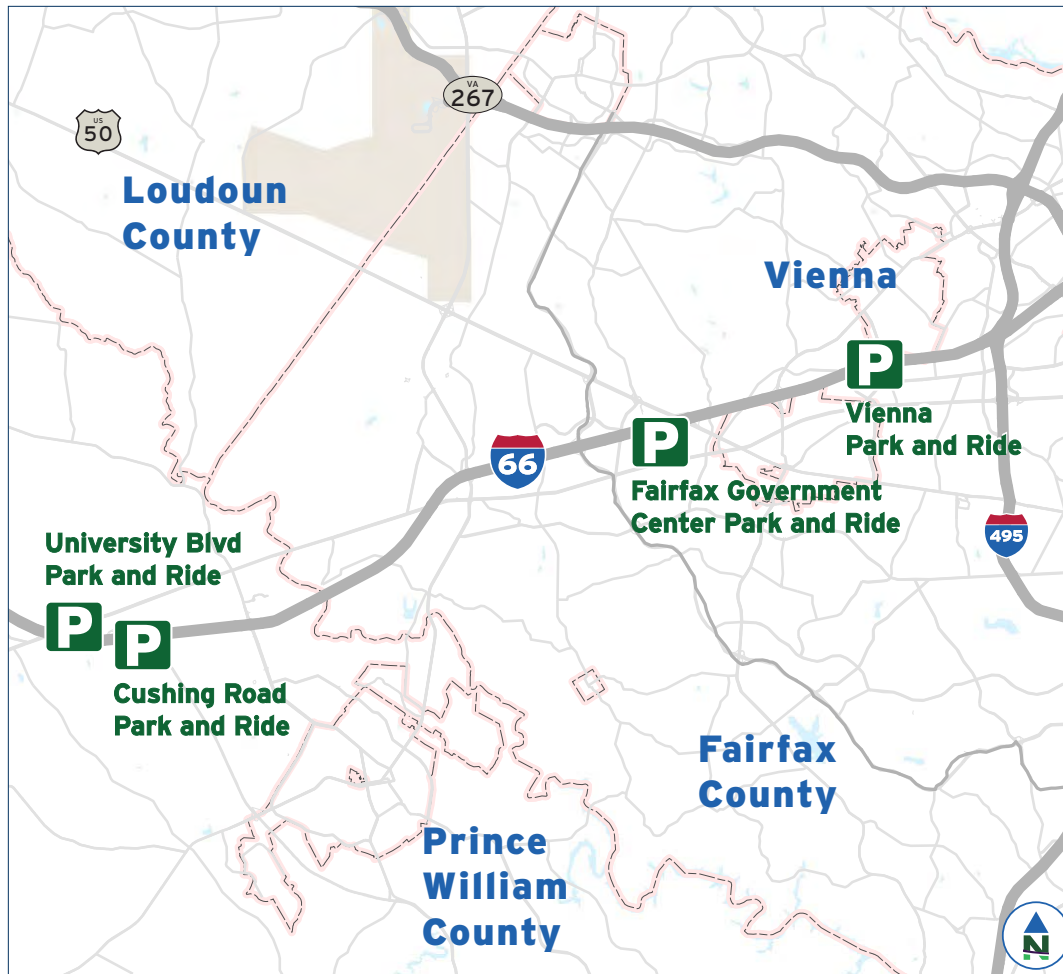 VA
267
US
50
Loudoun
County
Vienna
P
Vienna
Park and Ride
P
66
Fairfax Government
Center Park and Ride
495
University Blvd
Park and Ride
P
P
Cushing Road
Park and Ride
Fairfax
County
Prince
William
County
N